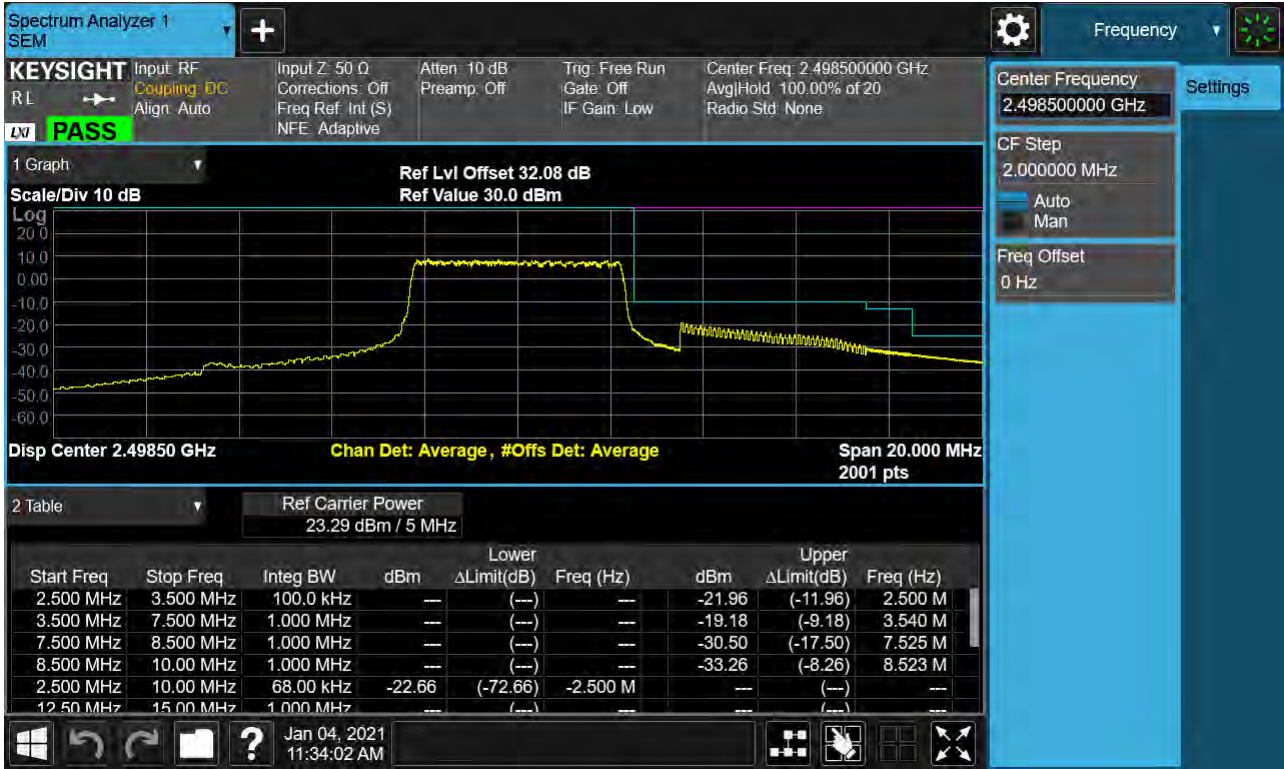 Spectrum Analyzer 1
SEM
Frequency
KEYSIGHT
RL
LXI
PASS
Input: RF
Coupling: DC
Align: Auto
Input Z: 50 Ω
Corrections: Off
Freq Ref: Int (S)
NFE: Adaptive
Atten: 10 dB
Preamp: Off
Trig: Free Run
Gate: Off
IF Gain: Low
Center Freq: 2.498500000 GHz
Avg|Hold: 100.00% of 20
Radio Std: None
Center Frequency
2.498500000 GHz
Settings
CF Step
2.000000 MHz
Auto
Man
Freq Offset
0 Hz
1 Graph
Scale/Div 10 dB
Ref Lvl Offset 32.08 dB
Ref Value 30.0 dBm
Log
20.0
10.0
0.00
-10.0
-20.0
-30.0
-40.0
-50.0
-60.0
Disp Center 2.49850 GHz
Chan Det: Average, #Offs Det: Average
Span 20.000 MHz
2001 pts
2 Table
Ref Carrier Power
23.29 dBm / 5 MHz
Lower Upper
Start Freq Stop Freq Integ BW dBm ΔLimit(dB) Freq (Hz) dBm ΔLimit(dB) Freq (Hz)
2.500 MHz 3.500 MHz 100.0 kHz --- (---) --- -21.96 (-11.96) 2.500 M
3.500 MHz 7.500 MHz 1.000 MHz --- (---) --- -19.18 (-9.18) 3.540 M
7.500 MHz 8.500 MHz 1.000 MHz --- (---) --- -30.50 (-17.50) 7.525 M
8.500 MHz 10.00 MHz 1.000 MHz --- (---) --- -33.26 (-8.26) 8.523 M
2.500 MHz 10.00 MHz 68.00 kHz -22.66 (-72.66) -2.500 M --- (---) ---
12.50 MHz 15.00 MHz 1.000 MHz --- (---) --- --- (---) ---
?
Jan 04, 2021
11:34:02 AM